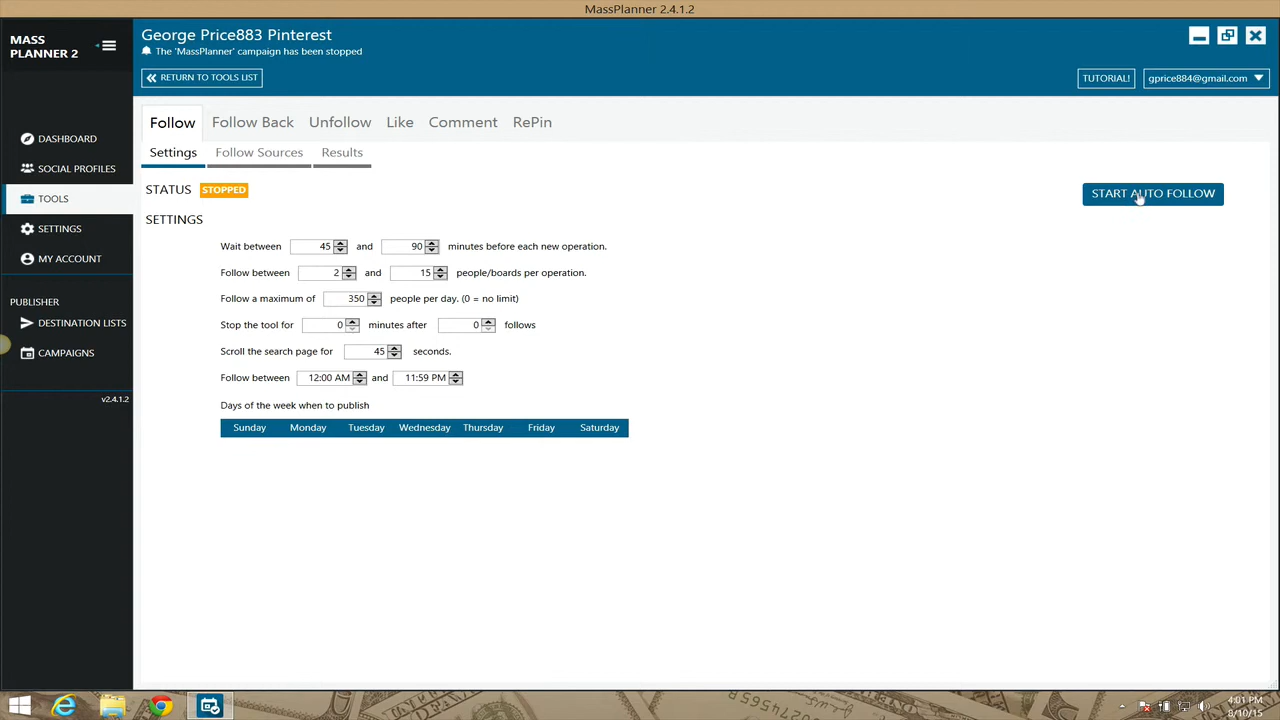 MassPlanner 2.4.1.2
MASS
PLANNER 2
George Price883 Pinterest
The 'MassPlanner' campaign has been stopped
RETURN TO TOOLS LIST
TUTORIAL!
gprice884@gmail.com
DASHBOARD
SOCIAL PROFILES
TOOLS
SETTINGS
MY ACCOUNT
PUBLISHER
DESTINATION LISTS
CAMPAIGNS
v2.4.1.2
Follow Follow Back Unfollow Like Comment RePin
Settings Follow Sources Results
STATUS STOPPED
START AUTO FOLLOW
SETTINGS
Wait between 45 and 90 minutes before each new operation.
Follow between 2 and 15 people/boards per operation.
Follow a maximum of 350 people per day. (0 = no limit)
Stop the tool for 0 minutes after 0 follows
Scroll the search page for 45 seconds.
Follow between 12:00 AM and 11:59 PM
Days of the week when to publish
Sunday Monday Tuesday Wednesday Thursday Friday Saturday
4:01 PM
8/10/15